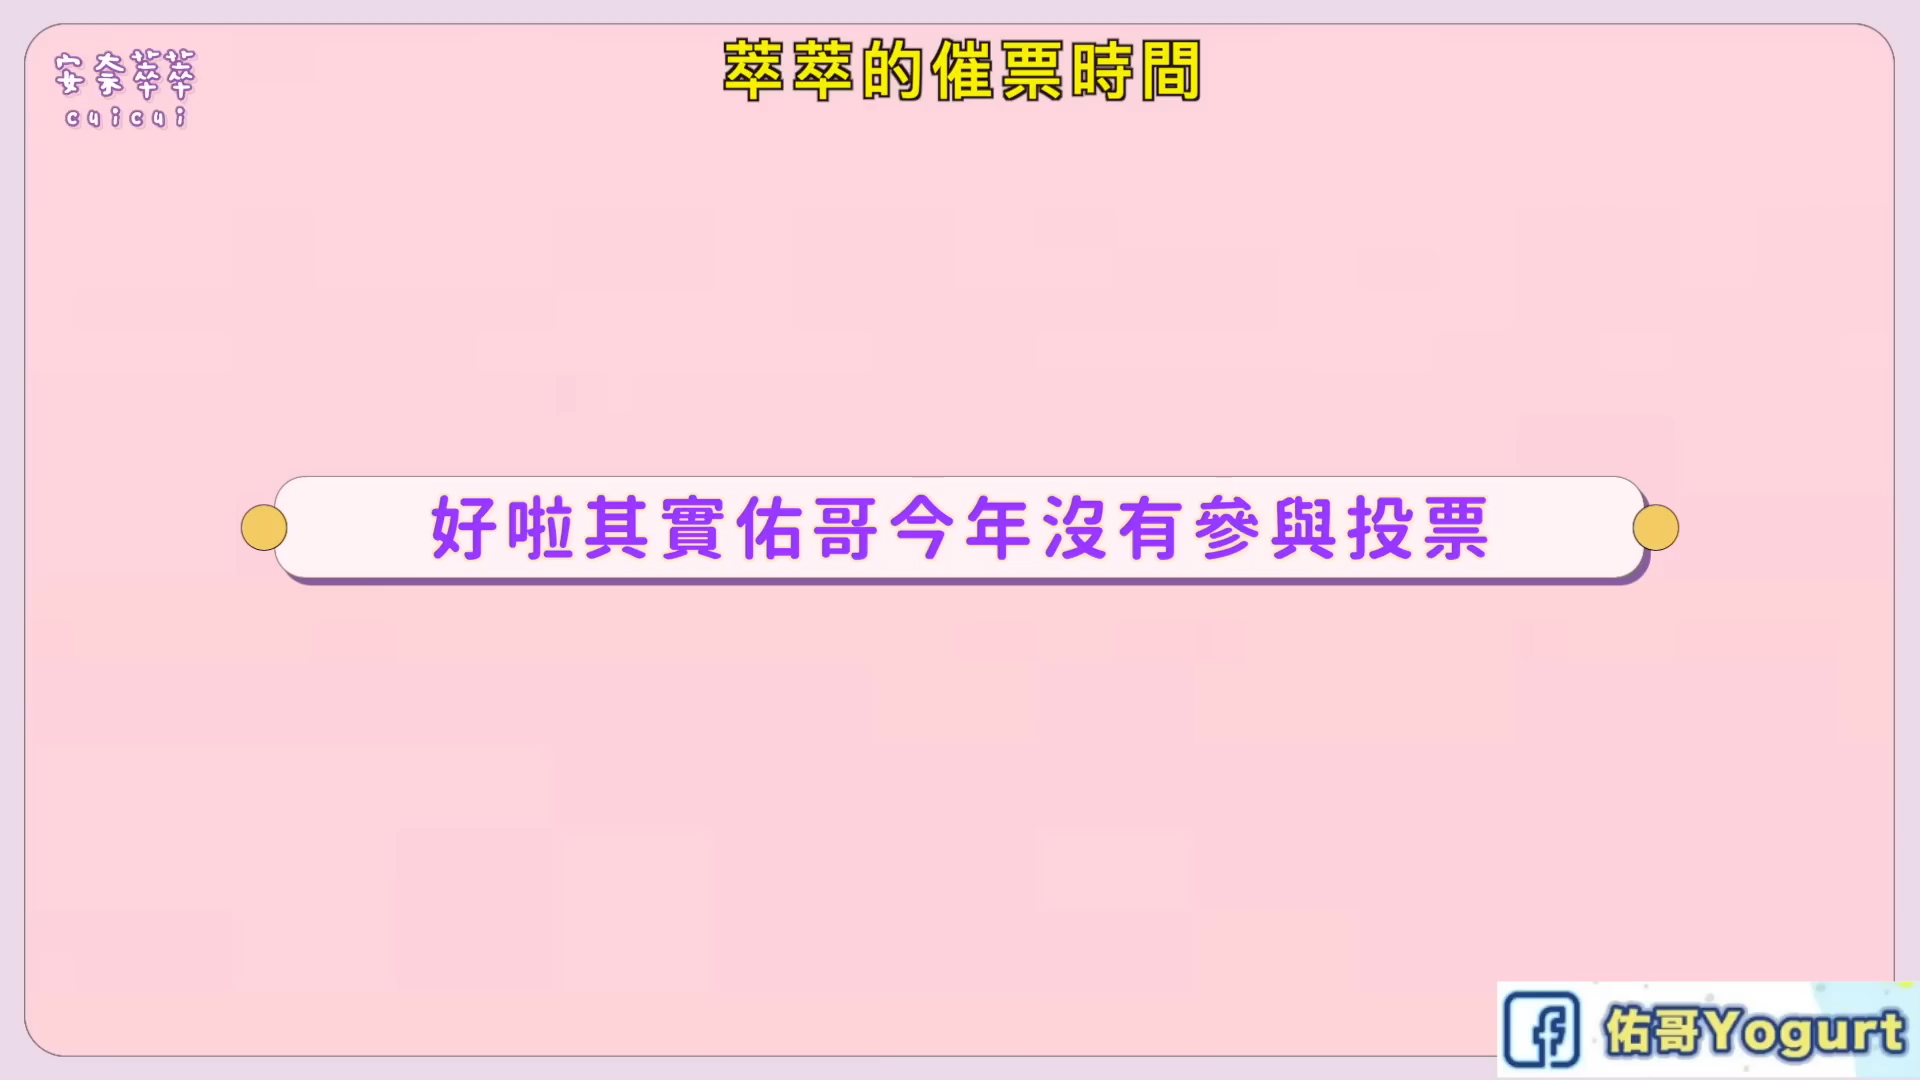 萃萃的催票時間
安森萃萃
cuicui
好啦其實佑哥今年沒有參與投票
佑哥Yogurt